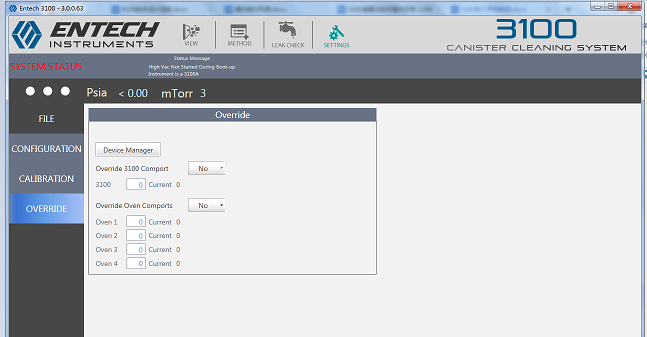 Entech 3100 - 3.0.0.63
ENTECH
INSTRUMENTS
VIEW
METHOD
LEAK CHECK
SETTINGS
3100
CANISTER CLEANING SYSTEM
SYSTEM STATUS
Status Message
High Vac Not Started During Boot-up
Instrument is a 3100A
Psia < 0.00 mTorr 3
FILE
CONFIGURATION
CALIBRATION
OVERRIDE
Override
Device Manager
Override 3100 Comport No
3100 0 Current 0
Override Oven Comports No
Oven 1 0 Current 0
Oven 2 0 Current 0
Oven 3 0 Current 0
Oven 4 0 Current 0